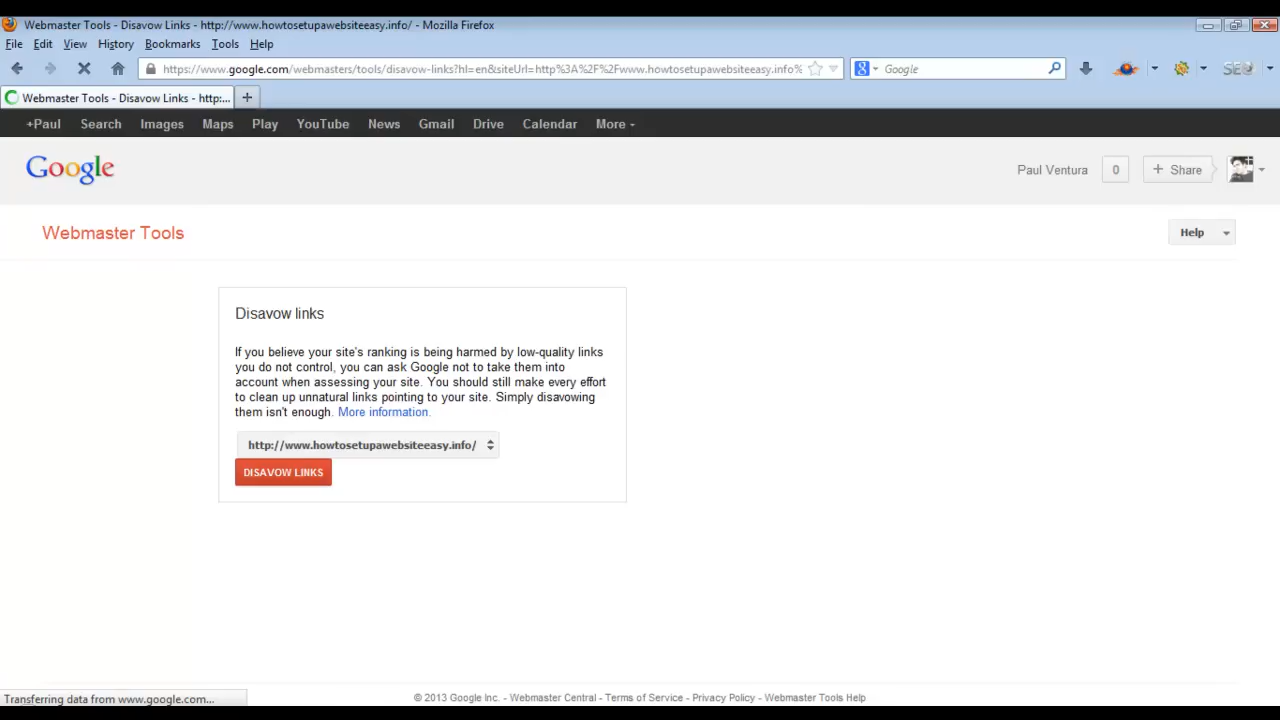 Webmaster Tools - Disavow Links - http://www.howtosetupawebsiteeasy.info/ - Mozilla Firefox
File Edit View History Bookmarks Tools Help
https://www.google.com/webmasters/tools/disavow-links?hl=en&siteUrl=http%3A%2F%2Fwww.howtosetupawebsiteeasy.info% Google SEO
Webmaster Tools - Disavow Links - http:...
+Paul Search Images Maps Play YouTube News Gmail Drive Calendar More
Google Paul Ventura 0 + Share
Webmaster Tools Help
Disavow links
If you believe your site's ranking is being harmed by low-quality links
you do not control, you can ask Google not to take them into
account when assessing your site. You should still make every effort
to clean up unnatural links pointing to your site. Simply disavowing
them isn't enough. More information.
http://www.howtosetupawebsiteeasy.info/
DISAVOW LINKS
Transferring data from www.google.com...
© 2013 Google Inc. - Webmaster Central - Terms of Service - Privacy Policy - Webmaster Tools Help